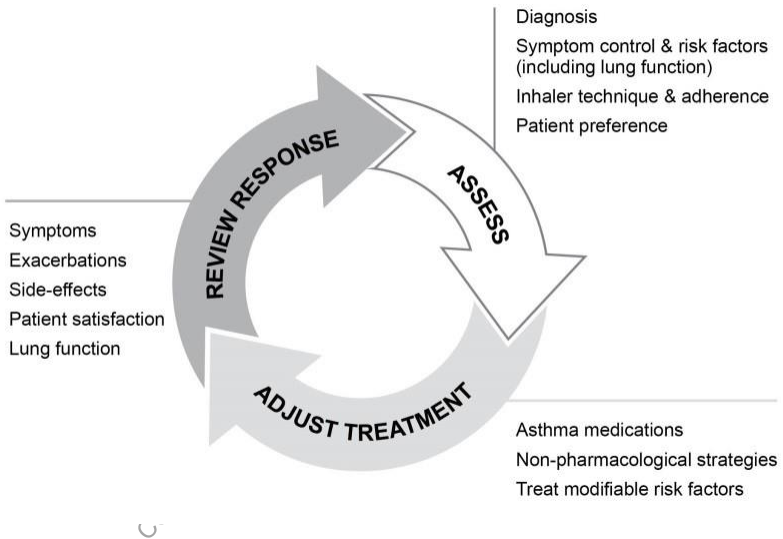 Diagnosis
Symptom control & risk factors
(including lung function)
Inhaler technique & adherence
Patient preference
REVIEW RESPONSE
ASSESS
Symptoms
Exacerbations
Side-effects
Patient satisfaction
Lung function
ADJUST TREATMENT
Asthma medications
Non-pharmacological strategies
Treat modifiable risk factors